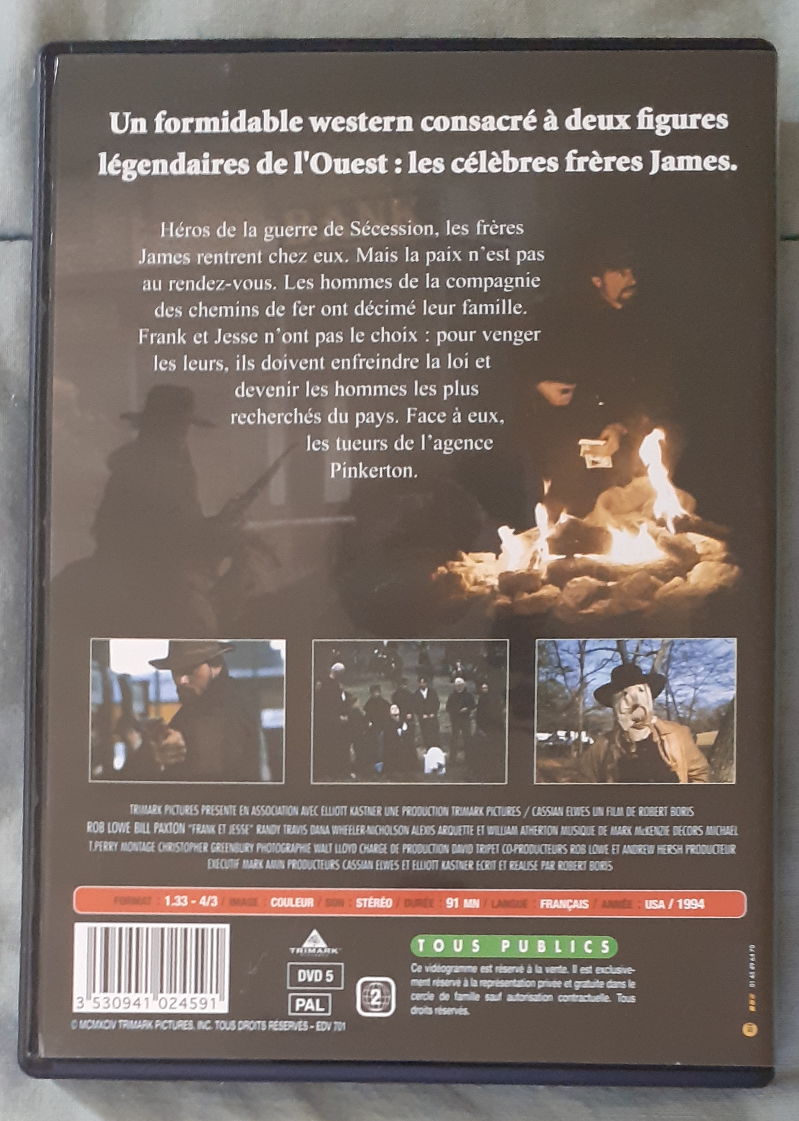 Un formidable western consacré à deux figures
légendaires de l'Ouest : les célèbres frères James.
Héros de la guerre de Sécession, les frères
James rentrent chez eux. Mais la paix n'est pas
au rendez-vous. Les hommes de la compagnie
des chemins de fer ont décimé leur famille.
Frank et Jesse n'ont pas le choix : pour venger
les leurs, ils doivent enfreindre la loi et
devenir les hommes les plus
recherchés du pays. Face à eux,
les tueurs de l'agence
Pinkerton.
TRIMARK PICTURES PRESENTE EN ASSOCIATION AVEC ELLIOTT KASTNER UNE PRODUCTION TRIMARK PICTURES / CASSIAN ELWES UN FILM DE ROBERT BORIS
ROB LOWE BILL PAXTON "FRANK ET JESSE" RANDY TRAVIS DANA WHEELER-NICHOLSON ALEXIS ARQUETTE ET WILLIAM ATHERTON MUSIQUE DE MARK McKENZIE DECORS MICHAEL
T.PERRY MONTAGE CHRISTOPHER GREENBURY PHOTOGRAPHIE WALT LLOYD CHARGE DE PRODUCTION DAVID TRIPET CO-PRODUCTEURS ROB LOWE ET ANDREW HERSH PRODUCTEUR
EXECUTIF MARK AMIN PRODUCTEURS CASSIAN ELWES ET ELLIOTT KASTNER ECRIT ET REALISE PAR ROBERT BORIS
FORMAT : 1.33 - 4/3 / IMAGE : COULEUR / SON : STÉRÉO / DURÉE : 91 MN / LANGUE : FRANÇAIS / ANNÉE : USA / 1994
TRIMARK
DVD 5
PAL
2
TOUS PUBLICS
Ce vidéogramme est réservé à la vente. Il est exclusive-
ment réservé à la représentation privée et gratuite dans le
cercle de famille sauf autorisation contractuelle. Tous
droits réservés.
3 530941 024591
© MCMXCIV TRIMARK PICTURES, INC. TOUS DROITS RÉSERVÉS - EDV 701